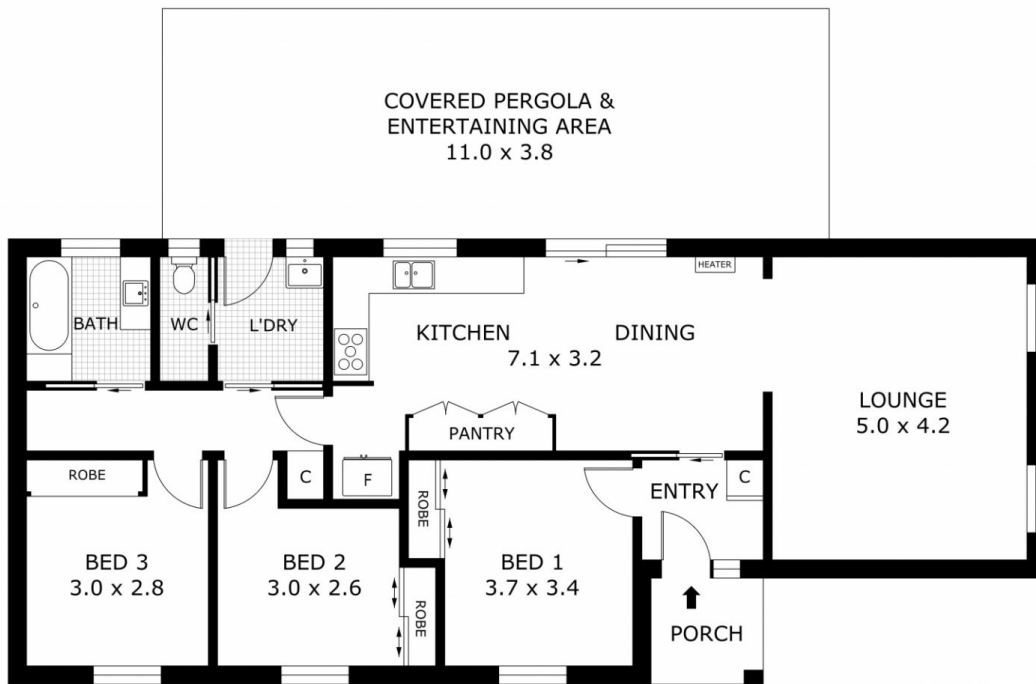 COVERED PERGOLA &
ENTERTAINING AREA
11.0 x 3.8
HEATER
BATH
WC
L'DRY
KITCHEN
DINING
7.1 x 3.2
LOUNGE
5.0 x 4.2
PANTRY
ROBE
C
F
ROBE
ENTRY
C
BED 3
3.0 x 2.8
BED 2
3.0 x 2.6
ROBE
BED 1
3.7 x 3.4
PORCH